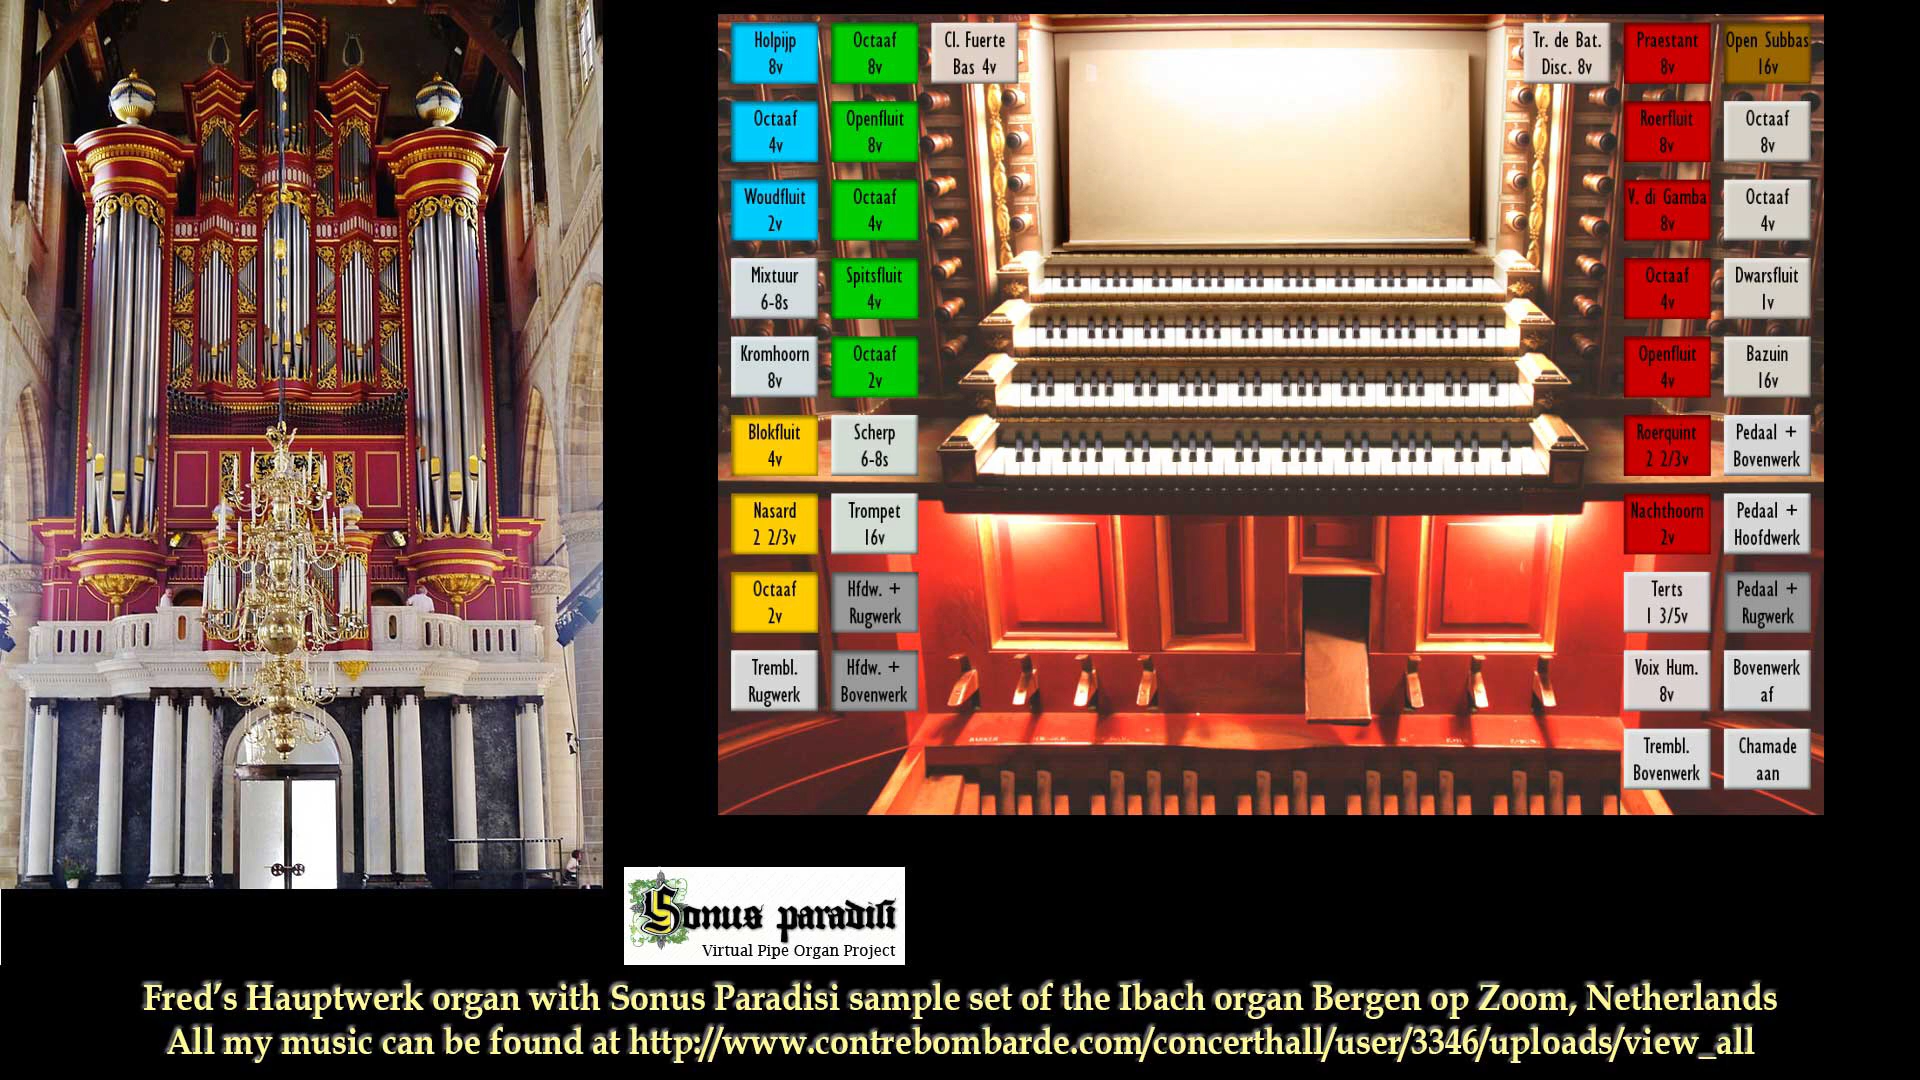 Holpijp
8v
Octaaf
4v
Woudfluit
2v
Mixtuur
6-8s
Kromhoorn
8v
Blokfluit
4v
Nasard
2 2/3v
Octaaf
2v
Trembl.
Rugwerk
Octaaf
8v
Openfluit
8v
Octaaf
4v
Spitsfluit
4v
Octaaf
2v
Scherp
6-8s
Trompet
16v
Hfdw. +
Rugwerk
Hfdw. +
Bovenwerk
Cl. Fuerte
Bas 4v
Tr. de Bat.
Disc. 8v
Praestant
8v
Roerfluit
8v
V. di Gamba
8v
Octaaf
4v
Openfluit
4v
Roerquint
2 2/3v
Nachthoorn
2v
Terts
1 3/5v
Voix Hum.
8v
Trembl.
Bovenwerk
Open Subbas
16v
Octaaf
8v
Octaaf
4v
Dwarsfluit
1v
Bazuin
16v
Pedaal +
Bovenwerk
Pedaal +
Hoofdwerk
Pedaal +
Rugwerk
Bovenwerk
af
Chamade
aan
Sonus paradisi
Virtual Pipe Organ Project
Fred's Hauptwerk organ with Sonus Paradisi sample set of the Ibach organ Bergen op Zoom, Netherlands
All my music can be found at http://www.contrebombarde.com/concerthall/user/3346/uploads/view_all